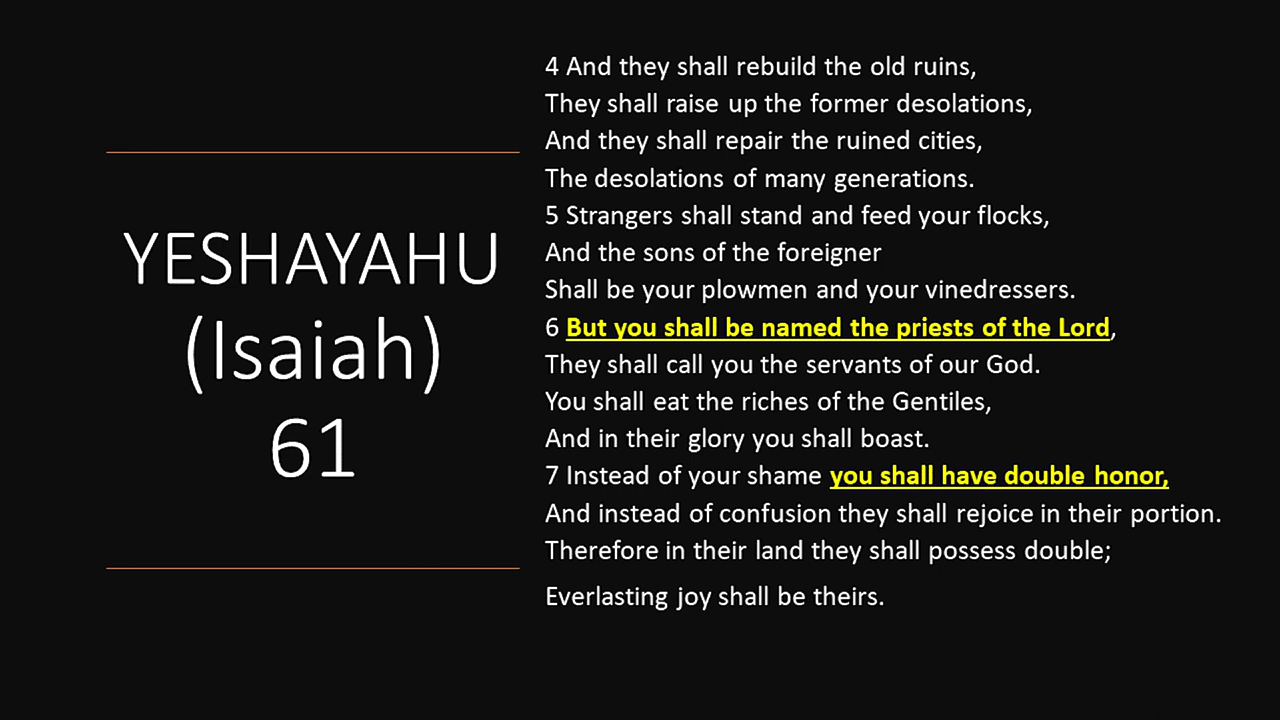 YESHAYAHU
(Isaiah)
61
4 And they shall rebuild the old ruins,
They shall raise up the former desolations,
And they shall repair the ruined cities,
The desolations of many generations.
5 Strangers shall stand and feed your flocks,
And the sons of the foreigner
Shall be your plowmen and your vinedressers.
6 But you shall be named the priests of the Lord,
They shall call you the servants of our God.
You shall eat the riches of the Gentiles,
And in their glory you shall boast.
7 Instead of your shame you shall have double honor,
And instead of confusion they shall rejoice in their portion.
Therefore in their land they shall possess double;
Everlasting joy shall be theirs.